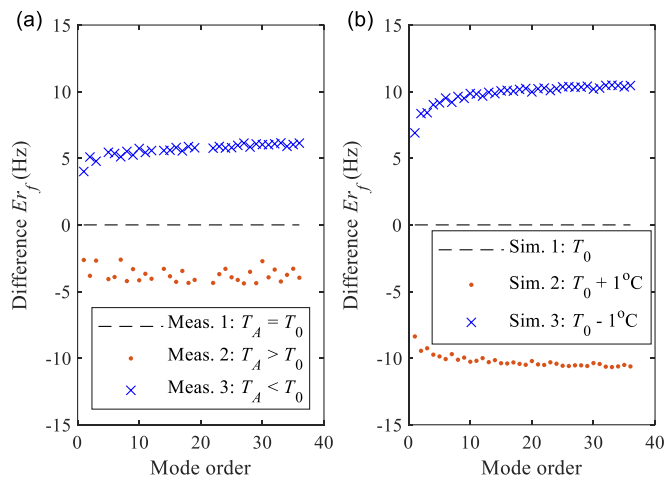 (a)
15
10
5
0
-5
-10
-15
Difference Er_f (Hz)
Meas. 1: T_A = T_0
Meas. 2: T_A > T_0
Meas. 3: T_A < T_0
0 10 20 30 40
Mode order
(b)
15
10
5
0
-5
-10
-15
Difference Er_f (Hz)
Sim. 1: T_0
Sim. 2: T_0 + 1°C
Sim. 3: T_0 - 1°C
0 10 20 30 40
Mode order